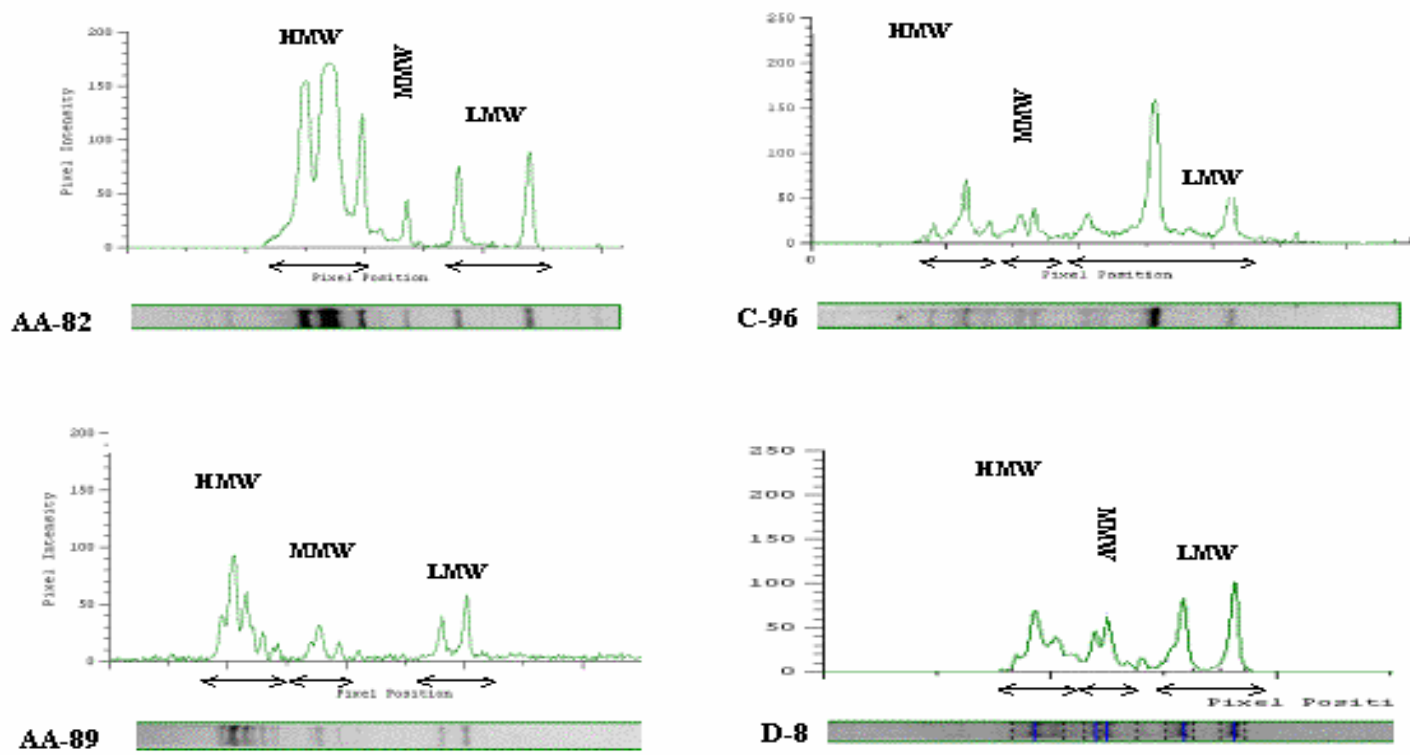 200
150
100
50
0
Pixel Intensity
HMW
MMW
LMW
Pixel Position
AA-82
250
200
150
100
50
0
0
HMW
MMW
LMW
Pixel Position
C-96
200
150
100
50
0
Pixel Intensity
HMW
MMW
LMW
Pixel Position
AA-89
250
200
150
100
50
0
HMW
MMW
LMW
Pixel Positi
D-8